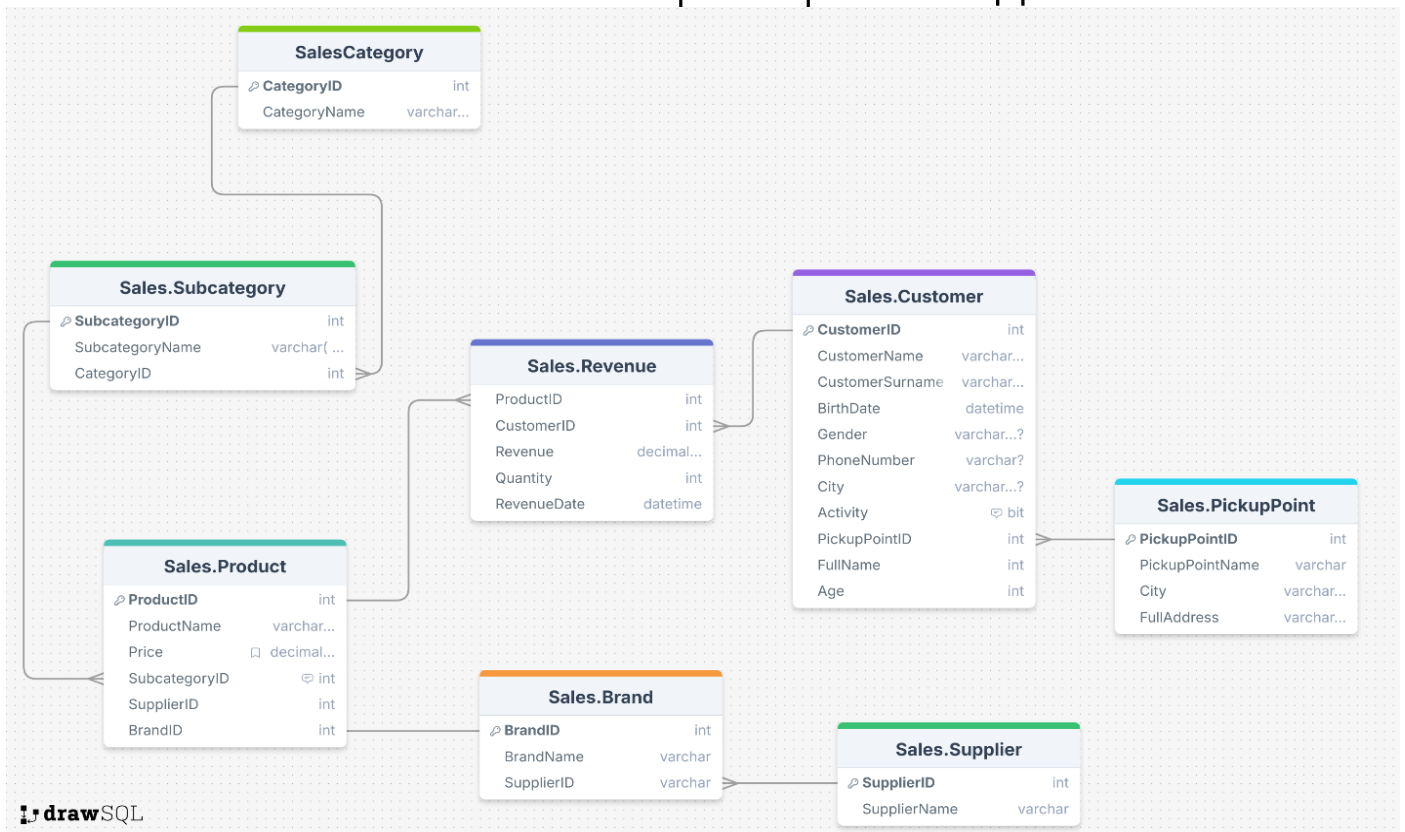 SalesCategory
CategoryID int
CategoryName varchar...
Sales.Subcategory
SubcategoryID int
SubcategoryName varchar( ...
CategoryID int
Sales.Revenue
ProductID int
CustomerID int
Revenue decimal...
Quantity int
RevenueDate datetime
Sales.Customer
CustomerID int
CustomerName varchar...
CustomerSurname varchar...
BirthDate datetime
Gender varchar...?
PhoneNumber varchar?
City varchar...?
Activity bit
PickupPointID int
FullName int
Age int
Sales.PickupPoint
PickupPointID int
PickupPointName varchar
City varchar...
FullAddress varchar...
Sales.Product
ProductID int
ProductName varchar...
Price decimal...
SubcategoryID int
SupplierID int
BrandID int
Sales.Brand
BrandID int
BrandName varchar
SupplierID varchar
Sales.Supplier
SupplierID int
SupplierName varchar
drawSQL